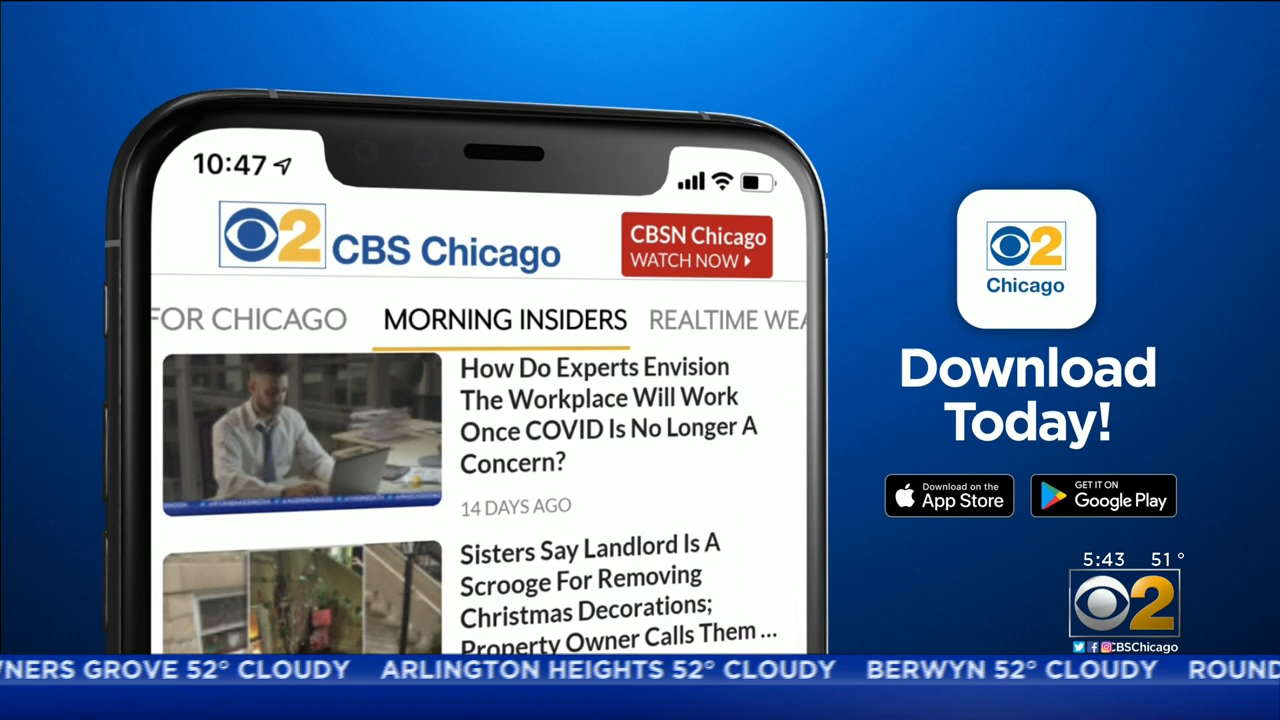 10:47
2 CBS Chicago
CBSN Chicago
WATCH NOW
FOR CHICAGO
MORNING INSIDERS
REALTIME WEA
How Do Experts Envision
The Workplace Will Work
Once COVID Is No Longer A
Concern?
14 DAYS AGO
Sisters Say Landlord Is A
Scrooge For Removing
Christmas Decorations;
Property Owner Calls Them ...
2
Chicago
Download
Today!
Download on the
App Store
GET IT ON
Google Play
5:43 51°
2
CBSChicago
WNERS GROVE 52° CLOUDY ARLINGTON HEIGHTS 52° CLOUDY BERWYN 52° CLOUDY ROUND